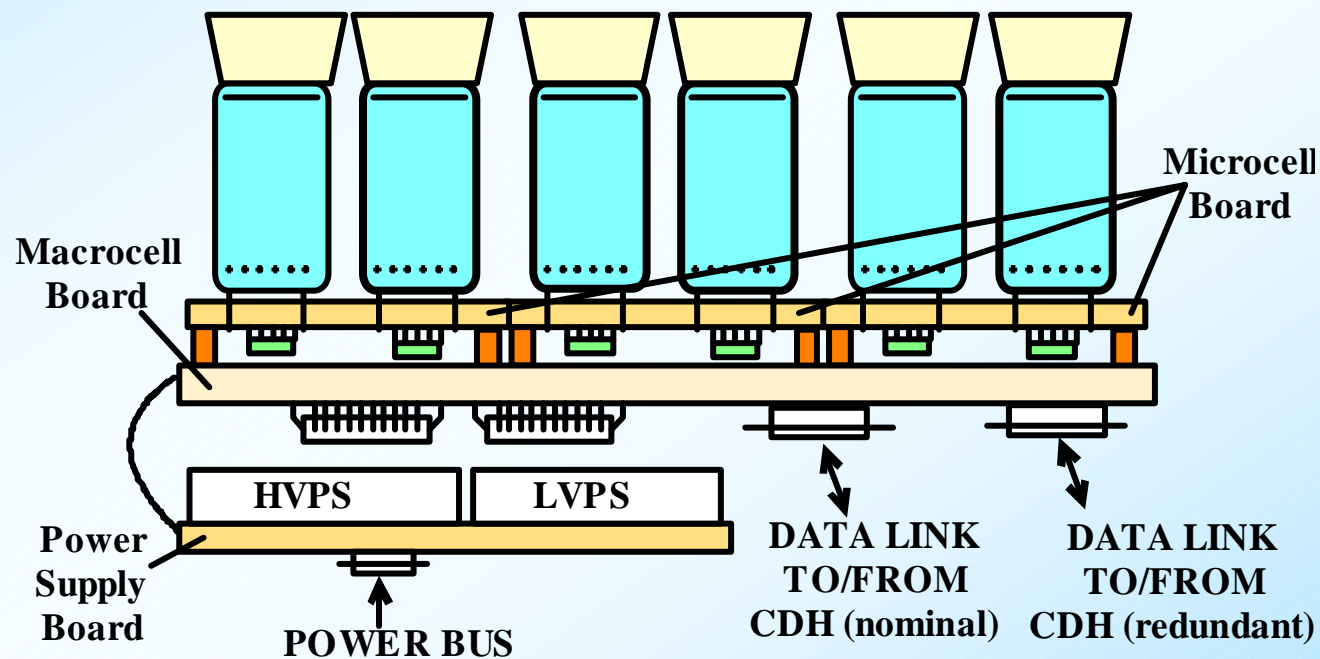 Microcell
Board
Macrocell
Board
HVPS
LVPS
Power
Supply
Board
POWER BUS
DATA LINK
TO/FROM
CDH (nominal)
DATA LINK
TO/FROM
CDH (redundant)